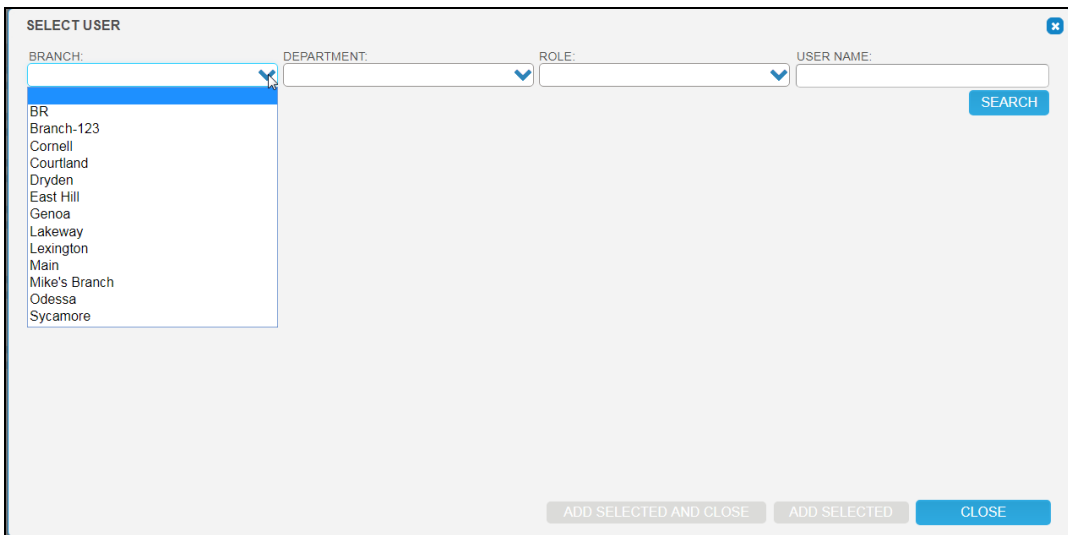 SELECT USER
BRANCH: DEPARTMENT: ROLE: USER NAME:
SEARCH
BR
Branch-123
Cornell
Courtland
Dryden
East Hill
Genoa
Lakeway
Lexington
Main
Mike's Branch
Odessa
Sycamore
ADD SELECTED AND CLOSE ADD SELECTED CLOSE